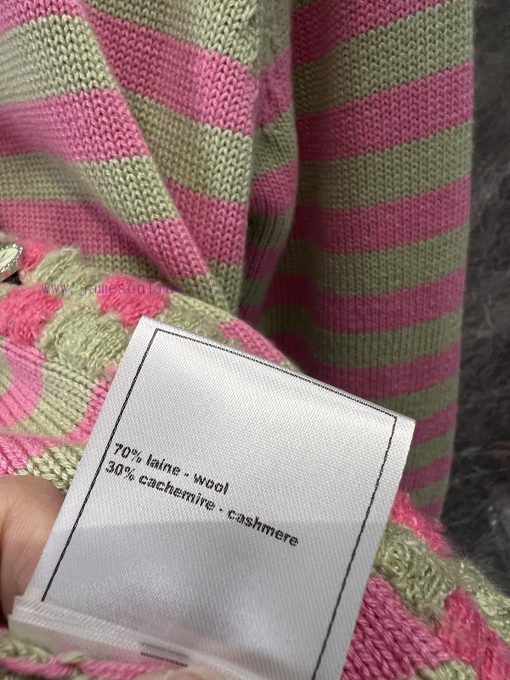 70% laine - wool
30% cachemire - cashmere